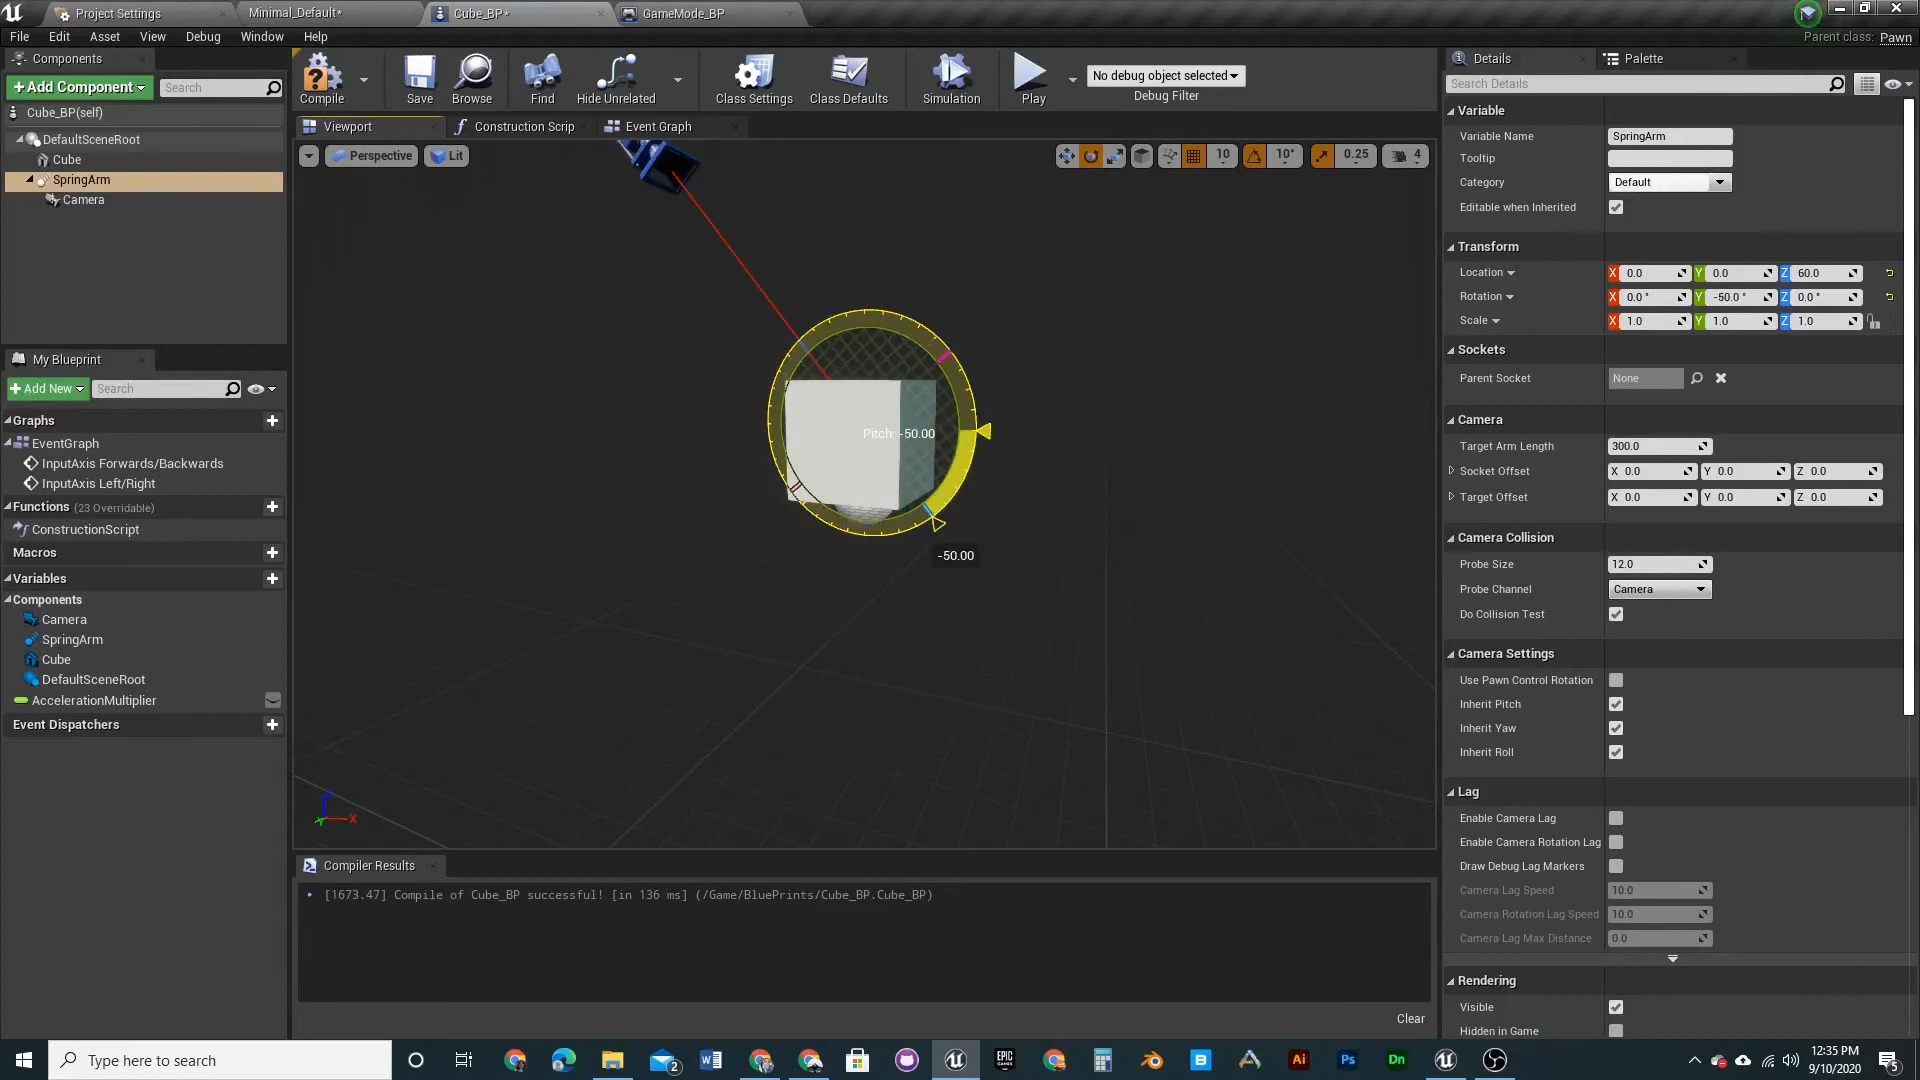 Project Settings
Minimal_Default*
Cube_BP*
GameMode_BP
File Edit Asset View Debug Window Help
Parent class: Pawn
Components
+Add Component
Search
Cube_BP(self)
DefaultSceneRoot
Cube
SpringArm
Camera
Compile
Save
Browse
Find
Hide Unrelated
Class Settings
Class Defaults
Simulation
Play
No debug object selected
Debug Filter
Viewport
Construction Scrip
Event Graph
Perspective
Lit
10
10°
0.25
4
Pitch: -50.00
-50.00
X
My Blueprint
+Add New
Search
Graphs
EventGraph
InputAxis Forwards/Backwards
InputAxis Left/Right
Functions (23 Overridable)
ConstructionScript
Macros
Variables
Components
Camera
SpringArm
Cube
DefaultSceneRoot
AccelerationMultiplier
Event Dispatchers
Compiler Results
• [1673.47] Compile of Cube_BP successful! [in 136 ms] (/Game/BluePrints/Cube_BP.Cube_BP)
Clear
Details
Palette
Search Details
Variable
Variable Name SpringArm
Tooltip
Category Default
Editable when Inherited
Transform
Location X 0.0 Y 0.0 Z 60.0
Rotation X 0.0 ° Y -50.0 ° Z 0.0 °
Scale X 1.0 Y 1.0 Z 1.0
Sockets
Parent Socket None
Camera
Target Arm Length 300.0
Socket Offset X 0.0 Y 0.0 Z 0.0
Target Offset X 0.0 Y 0.0 Z 0.0
Camera Collision
Probe Size 12.0
Probe Channel Camera
Do Collision Test
Camera Settings
Use Pawn Control Rotation
Inherit Pitch
Inherit Yaw
Inherit Roll
Lag
Enable Camera Lag
Enable Camera Rotation Lag
Draw Debug Lag Markers
Camera Lag Speed 10.0
Camera Rotation Lag Speed 10.0
Camera Lag Max Distance 0.0
Rendering
Visible
Hidden in Game
Type here to search
2
W
EPIC GAMES
B
Ai
Ps
Dn
12:35 PM
9/10/2020
5